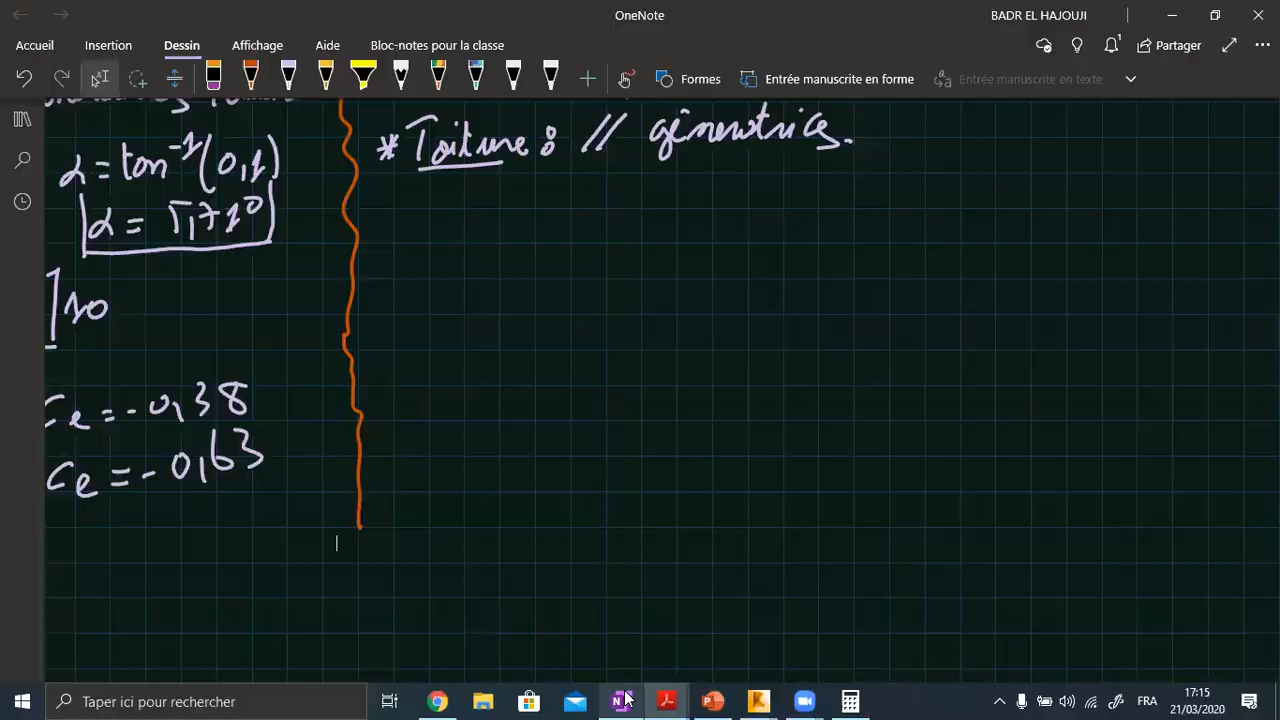 OneNote
BADR EL HAJOUJI
Accueil Insertion Dessin Affichage Aide Bloc-notes pour la classe
Partager
Formes Entrée manuscrite en forme Entrée manuscrite en texte
* Toiture : // génératrice.
α = tan⁻¹(0,1)
α = 5,71°
]10
Ce = -0,38
Ce = -0,63
Taper ici pour rechercher
FRA
17:15
21/03/2020